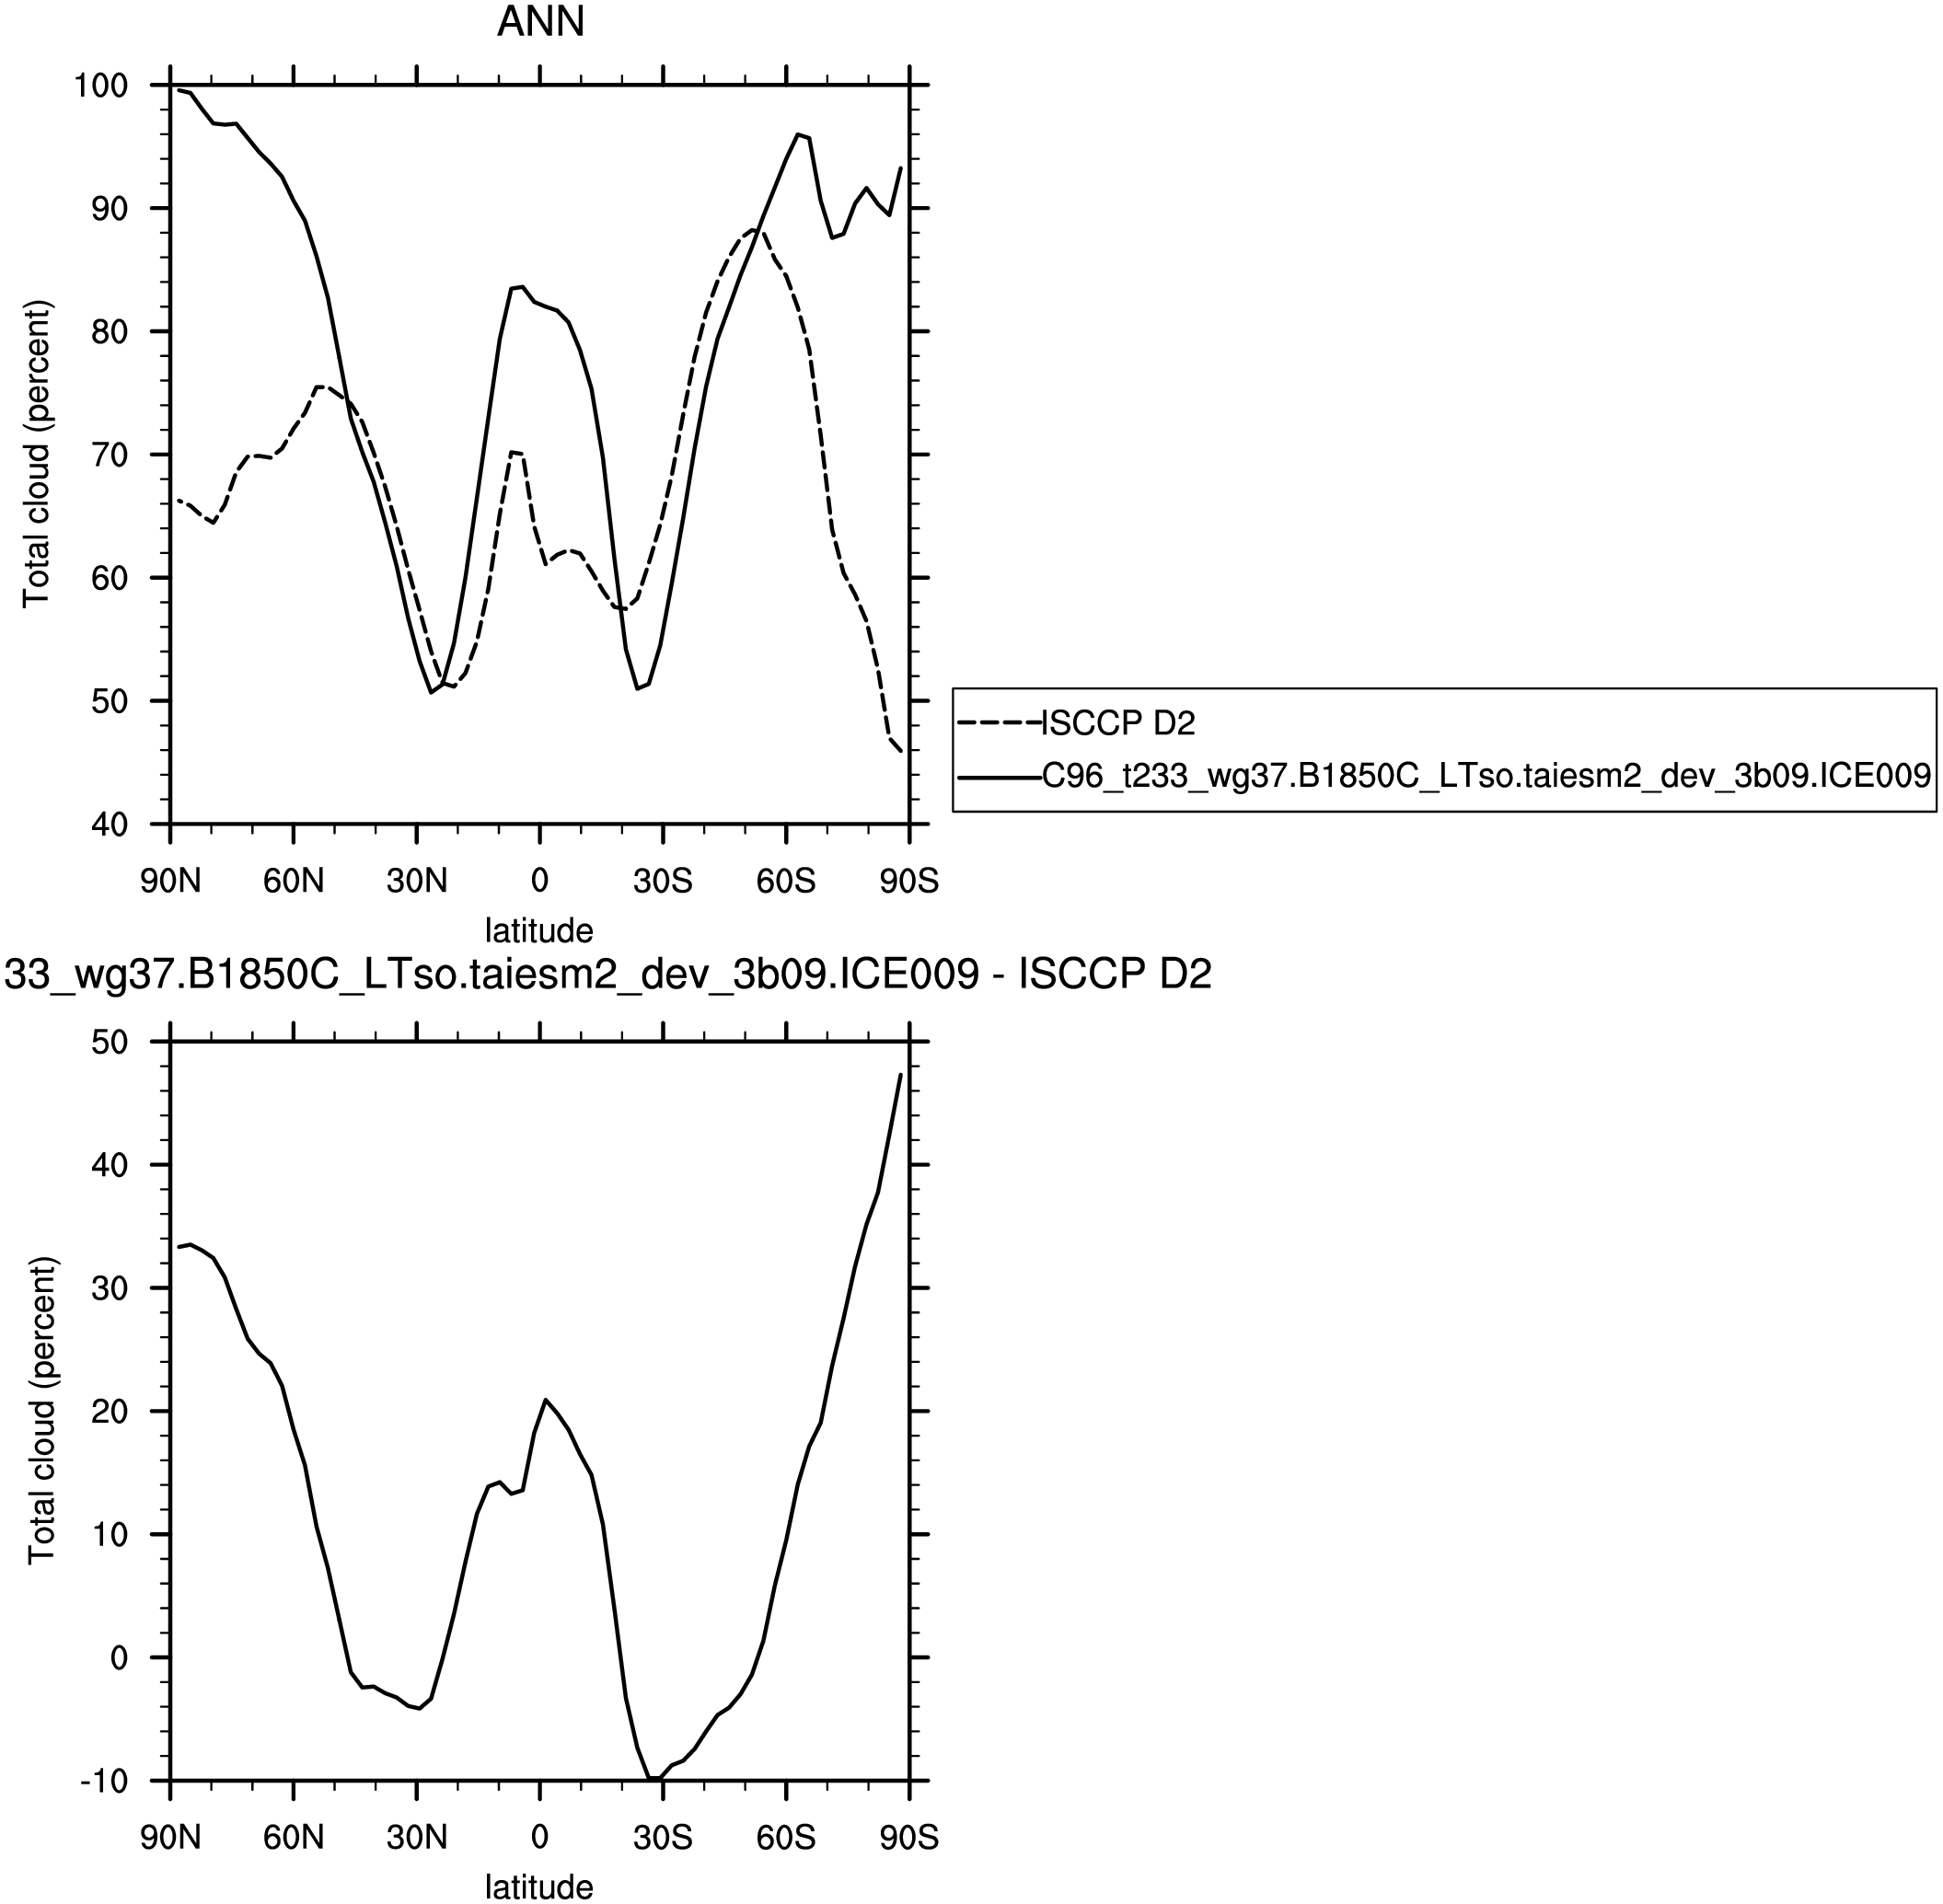 ANN
100
90
80
70
60
50
40
Total cloud (percent)
90N 60N 30N 0 30S 60S 90S
latitude
ISCCP D2
C96_t233_wg37.B1850C_LTso.taiesm2_dev_3b09.ICE009
33_wg37.B1850C_LTso.taiesm2_dev_3b09.ICE009 - ISCCP D2
50
40
30
20
10
0
-10
Total cloud (percent)
90N 60N 30N 0 30S 60S 90S
latitude